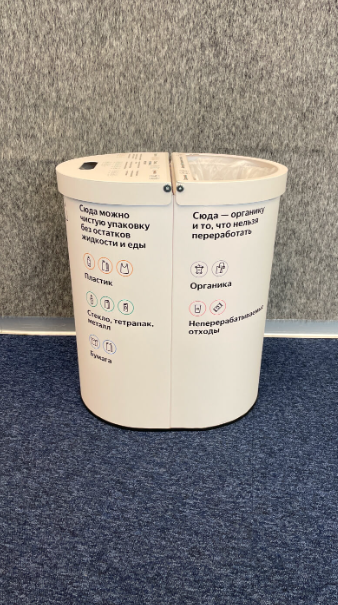 Сюда можно
чистую упаковку
без остатков
жидкости и еды
Пластик
Стекло, тетрапак,
металл
Бумага
Сюда — органику
и то, что нельзя
переработать
Органика
Неперерабатываемые
отходы